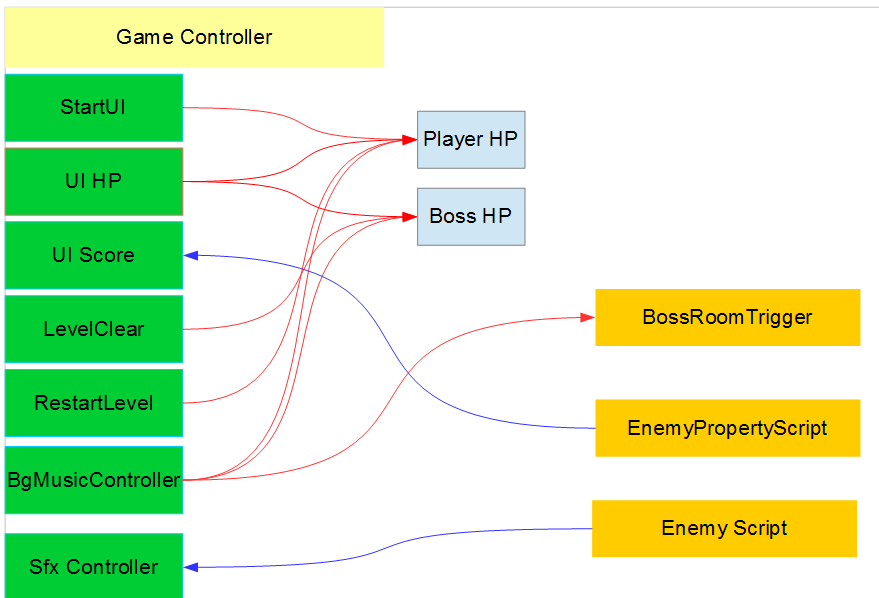 Game Controller
StartUI
UI HP
UI Score
LevelClear
RestartLevel
BgMusicController
Sfx Controller
Player HP
Boss HP
BossRoomTrigger
EnemyPropertyScript
Enemy Script